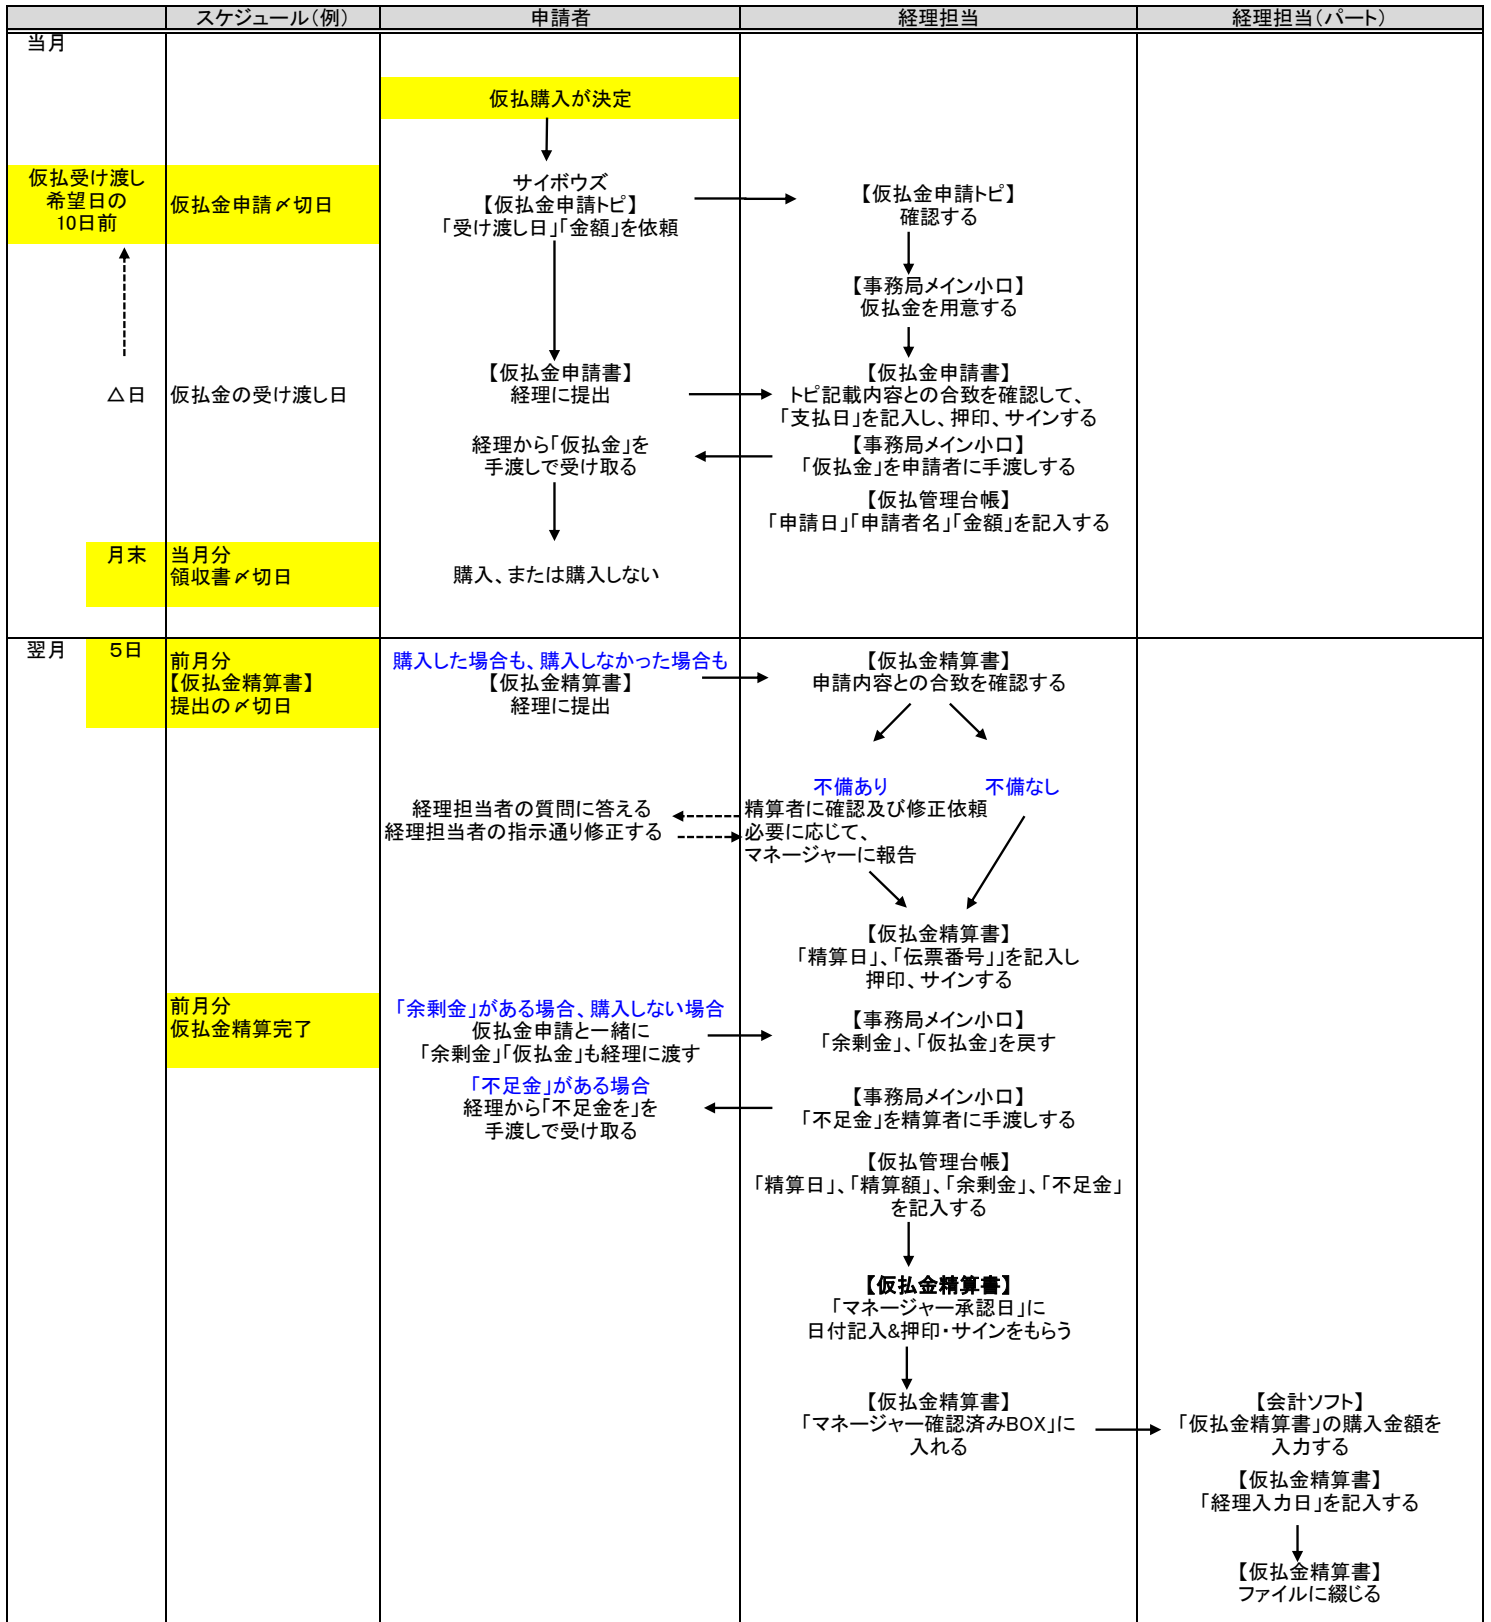 スケジュール（例）
申請者
経理担当
経理担当（パート）
当月
仮払購入が決定
仮払受け渡し
希望日の
10日前
仮払金申請〆切日
サイボウズ
【仮払金申請トピ】
「受け渡し日」「金額」を依頼
【仮払金申請トピ】
確認する
【事務局メイン小口】
仮払金を用意する
△日
仮払金の受け渡し日
【仮払金申請書】
経理に提出
【仮払金申請書】
トピ記載内容との合致を確認して、
「支払日」を記入し、押印、サインする
経理から「仮払金」を
手渡しで受け取る
【事務局メイン小口】
「仮払金」を申請者に手渡しする
【仮払管理台帳】
「申請日」「申請者名」「金額」を記入する
月末
当月分
領収書〆切日
購入、または購入しない
翌月
５日
前月分
【仮払金精算書】
提出の〆切日
購入した場合も、購入しなかった場合も
【仮払金精算書】
経理に提出
【仮払金精算書】
申請内容との合致を確認する
不備あり
不備なし
経理担当者の質問に答える
経理担当者の指示通り修正する
精算者に確認及び修正依頼
必要に応じて、
マネージャーに報告
【仮払金精算書】
「精算日」、「伝票番号」」を記入し
押印、サインする
前月分
仮払金精算完了
「余剰金」がある場合、購入しない場合
仮払金申請と一緒に
「余剰金」「仮払金」も経理に渡す
【事務局メイン小口】
「余剰金」、「仮払金」を戻す
「不足金」がある場合
経理から「不足金を」を
手渡しで受け取る
【事務局メイン小口】
「不足金」を精算者に手渡しする
【仮払管理台帳】
「精算日」、「精算額」、「余剰金」、「不足金」
を記入する
【仮払金精算書】
「マネージャー承認日」に
日付記入&押印・サインをもらう
【仮払金精算書】
「マネージャー確認済みBOX」に
入れる
【会計ソフト】
「仮払金精算書」の購入金額を
入力する
【仮払金精算書】
「経理入力日」を記入する
【仮払金精算書】
ファイルに綴じる